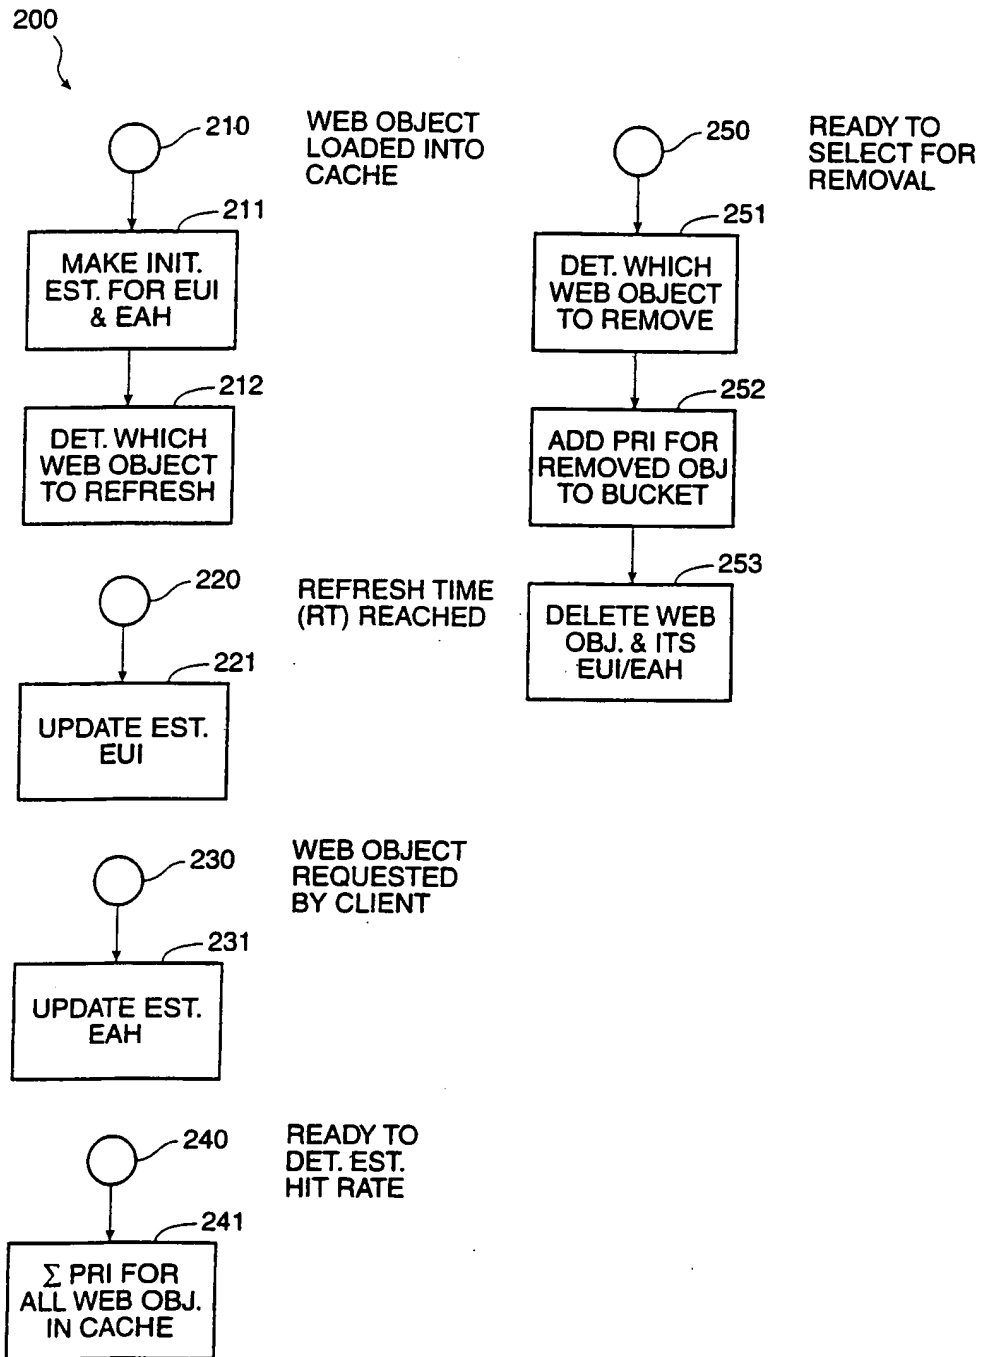 200
210
WEB OBJECT
LOADED INTO
CACHE
211
MAKE INIT.
EST. FOR EUI
& EAH
212
DET. WHICH
WEB OBJECT
TO REFRESH
220
REFRESH TIME
(RT) REACHED
221
UPDATE EST.
EUI
230
WEB OBJECT
REQUESTED
BY CLIENT
231
UPDATE EST.
EAH
240
READY TO
DET. EST.
HIT RATE
241
Σ PRI FOR
ALL WEB OBJ.
IN CACHE
250
READY TO
SELECT FOR
REMOVAL
251
DET. WHICH
WEB OBJECT
TO REMOVE
252
ADD PRI FOR
REMOVED OBJ
TO BUCKET
253
DELETE WEB
OBJ. & ITS
EUI/EAH